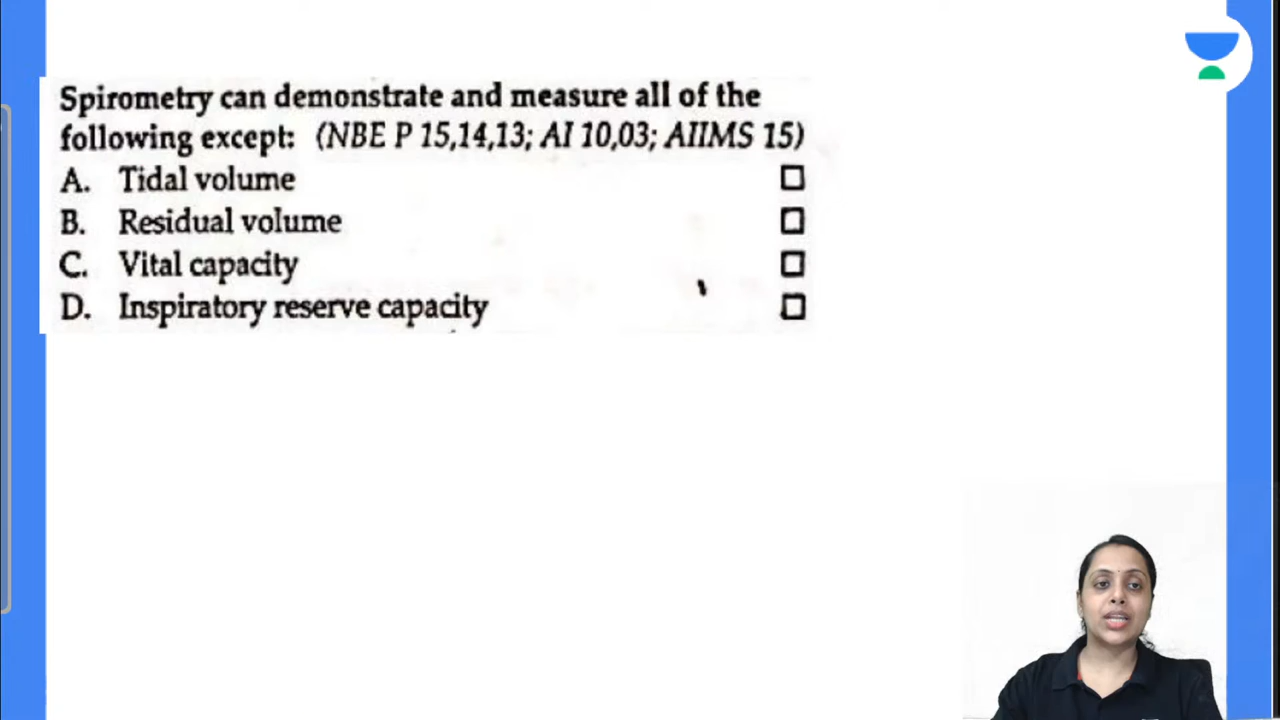 Spirometry can demonstrate and measure all of the
following except: (NBE P 15,14,13; AI 10,03; AIIMS 15)
A. Tidal volume
B. Residual volume
C. Vital capacity
D. Inspiratory reserve capacity